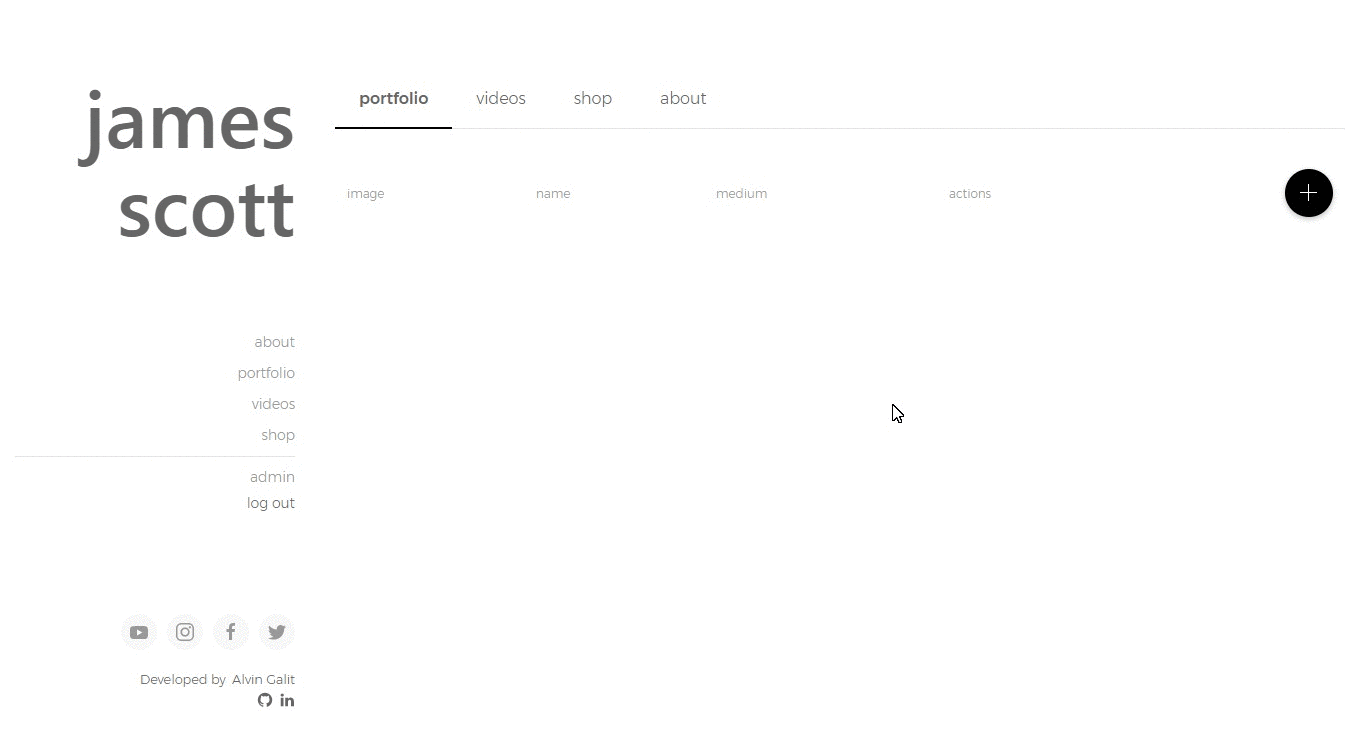 james
scott
about
portfolio
videos
shop
admin
log out
Developed by Alvin Galit
portfolio videos shop about
image name medium actions